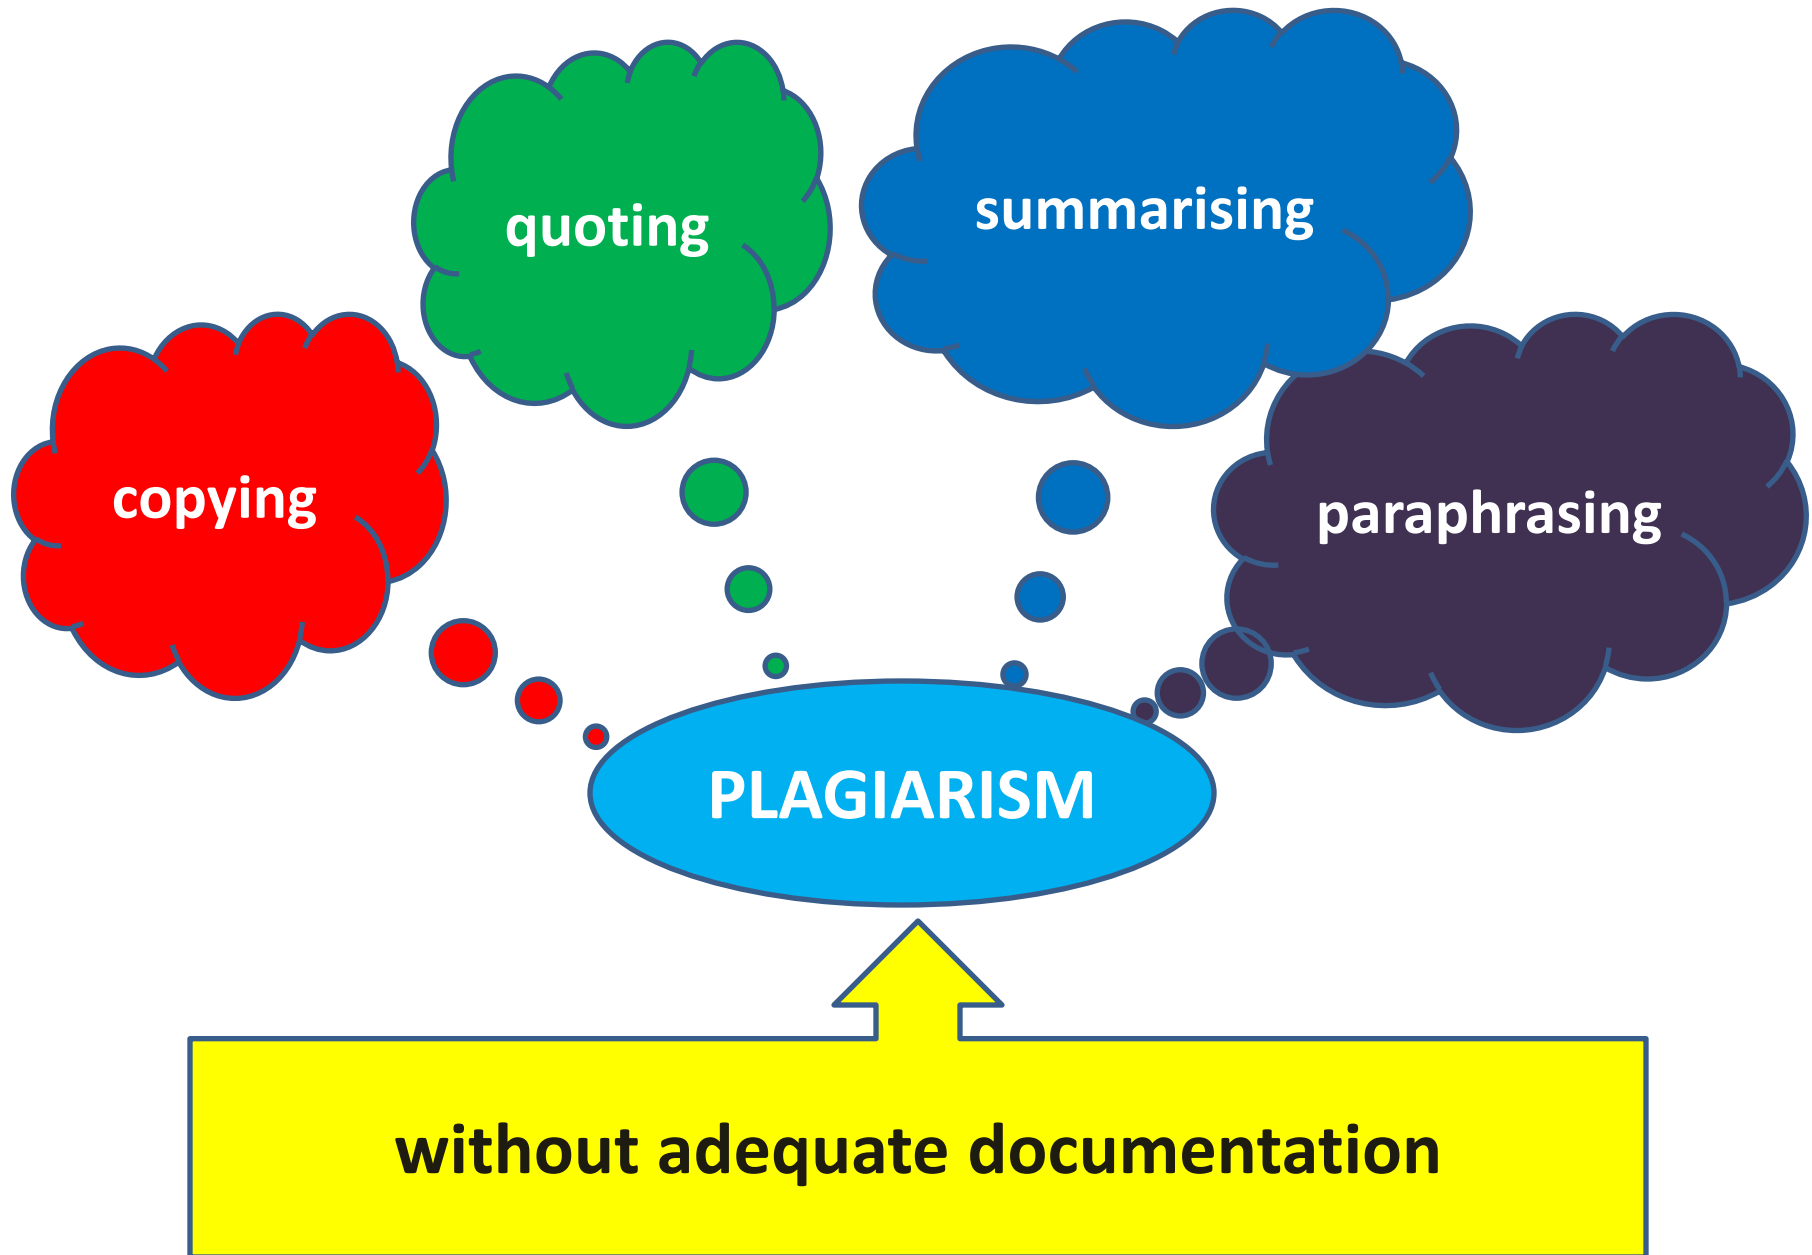 quoting
summarising
copying
paraphrasing
PLAGIARISM
without adequate documentation